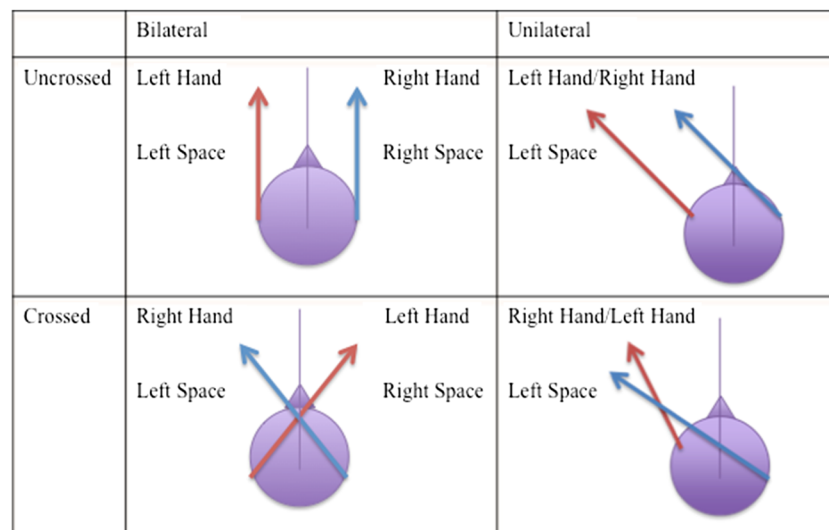 Bilateral
Unilateral
Uncrossed
Left Hand
Right Hand
Left Space
Right Space
Left Hand/Right Hand
Left Space
Crossed
Right Hand
Left Hand
Left Space
Right Space
Right Hand/Left Hand
Left Space